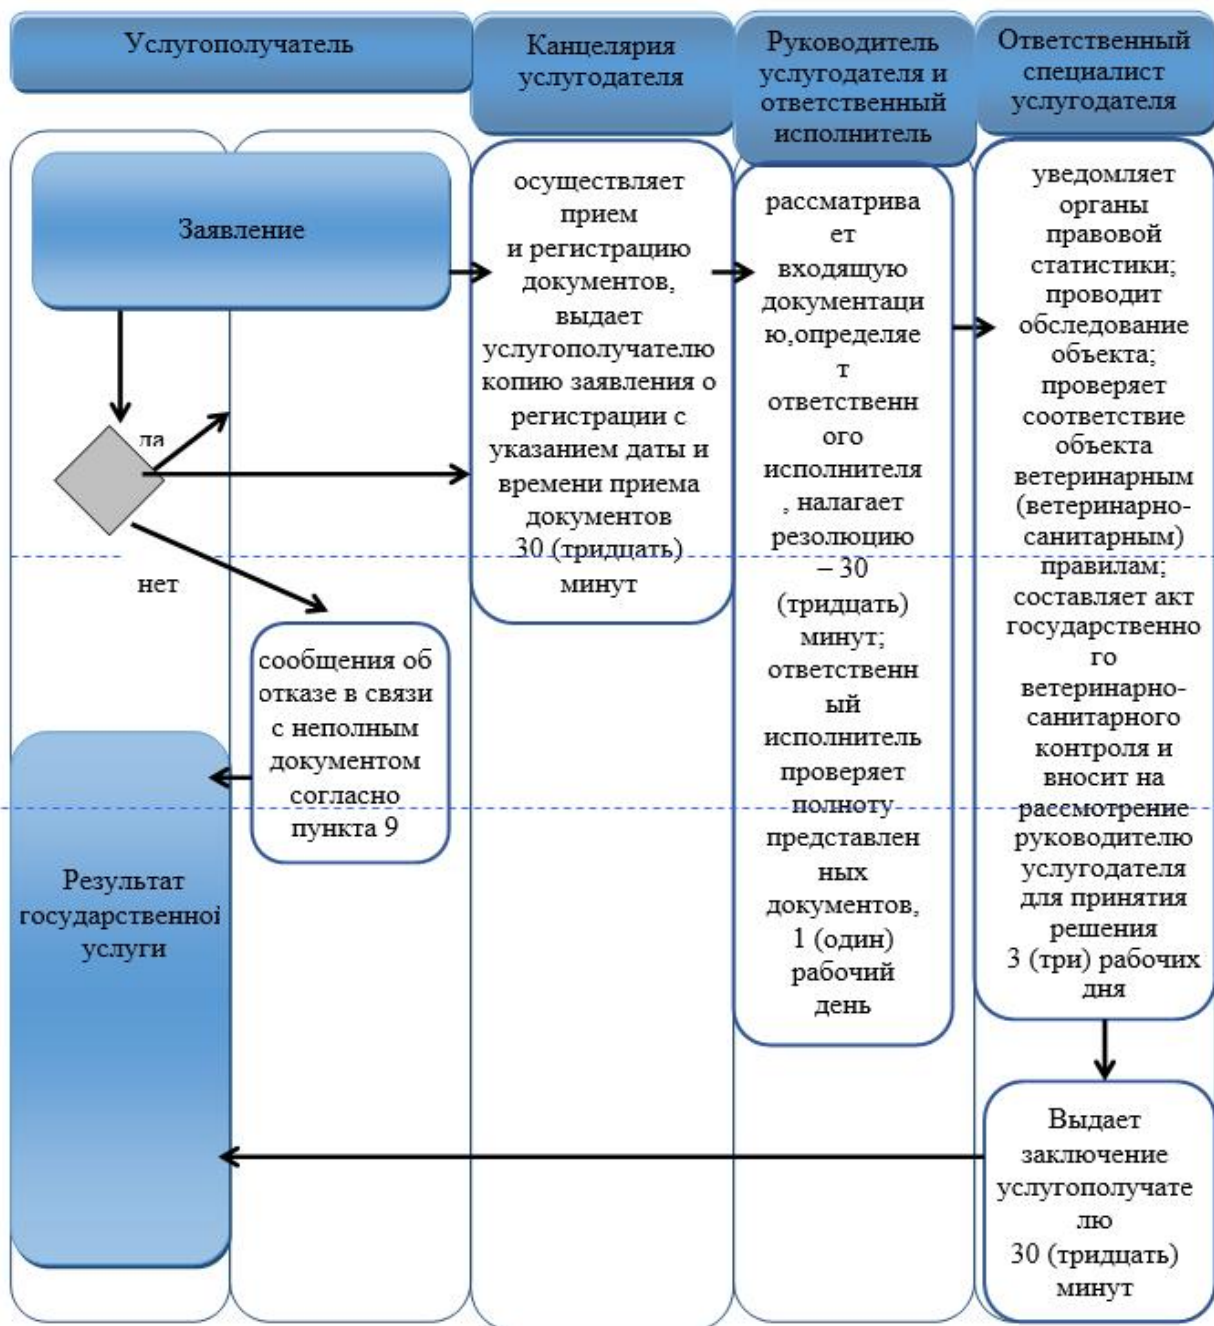 Услугополучатель
Канцелярия
услугодателя
Руководитель
услугодателя и
ответственный
исполнитель
Ответственный
специалист
услугодателя
Заявление
да
нет
сообщения об
отказе в связи
с неполным
документом
согласно
пункта 9
Результат
государственной
услуги
осуществляет
прием
и регистрацию
документов,
выдает
услугополучателю
копию заявления о
регистрации с
указанием даты и
времени приема
документов
30 (тридцать)
минут
рассматрива
ет
входящую
документаци
ю,определяе
т
ответственн
ого
исполнителя
, налагает
резолюцию
– 30
(тридцать)
минут;
ответственн
ый
исполнитель
проверяет
полноту
представлен
ных
документов,
1 (один)
рабочий
день
уведомляет
органы
правовой
статистики;
проводит
обследование
объекта;
проверяет
соответствие
объекта
ветеринарным
(ветеринарно-
санитарным)
правилам;
составляет акт
государственно
го
ветеринарно-
санитарного
контроля и
вносит на
рассмотрение
руководителю
услугодателя
для принятия
решения
3 (три) рабочих
дня
Выдает
заключение
услугополучате
лю
30 (тридцать)
минут